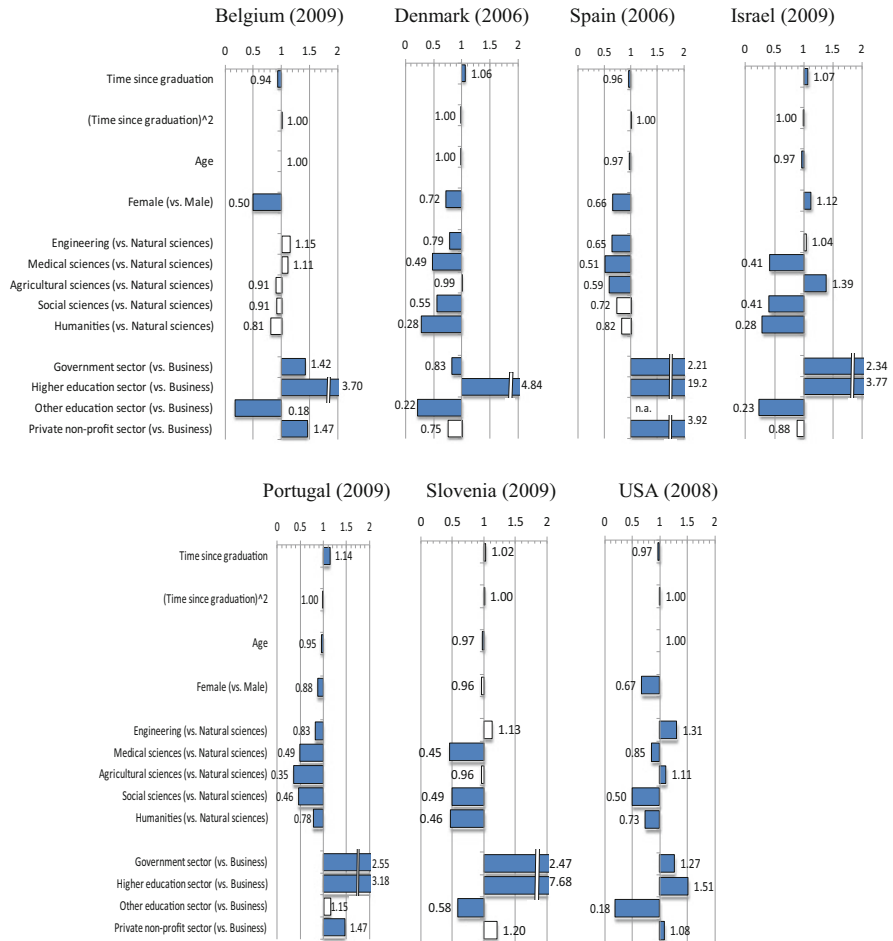 Belgium (2009) Denmark (2006) Spain (2006) Israel (2009)
0 0.5 1 1.5 2 0 0.5 1 1.5 2 0 0.5 1 1.5 2 0 0.5 1 1.5 2
Time since graduation 0.94 1.06 0.96 1.07
(Time since graduation)^2 1.00 1.00 1.00 1.00
Age 1.00 1.00 0.97 0.97
Female (vs. Male) 0.50 0.72 0.66 1.12
Engineering (vs. Natural sciences) 1.15 0.79 0.65 1.04
Medical sciences (vs. Natural sciences) 1.11 0.49 0.51 0.41
Agricultural sciences (vs. Natural sciences) 0.91 0.99 0.59 1.39
Social sciences (vs. Natural sciences) 0.91 0.55 0.72 0.41
Humanities (vs. Natural sciences) 0.81 0.28 0.82 0.28
Government sector (vs. Business) 1.42 0.83 2.21 2.34
Higher education sector (vs. Business) 3.70 4.84 19.2 3.77
Other education sector (vs. Business) 0.18 0.22 n.a. 0.23
Private non-profit sector (vs. Business) 1.47 0.75 3.92 0.88
Portugal (2009) Slovenia (2009) USA (2008)
0 0.5 1 1.5 2 0 0.5 1 1.5 2 0 0.5 1 1.5 2
Time since graduation 1.14 1.02 0.97
(Time since graduation)^2 1.00 1.00 1.00
Age 0.95 0.97 1.00
Female (vs. Male) 0.88 0.96 0.67
Engineering (vs. Natural sciences) 0.83 1.13 1.31
Medical sciences (vs. Natural sciences) 0.49 0.45 0.85
Agricultural sciences (vs. Natural sciences) 0.35 0.96 1.11
Social sciences (vs. Natural sciences) 0.46 0.49 0.50
Humanities (vs. Natural sciences) 0.78 0.46 0.73
Government sector (vs. Business) 2.55 2.47 1.27
Higher education sector (vs. Business) 3.18 7.68 1.51
Other education sector (vs. Business) 1.15 0.58 0.18
Private non-profit sector (vs. Business) 1.47 1.20 1.08